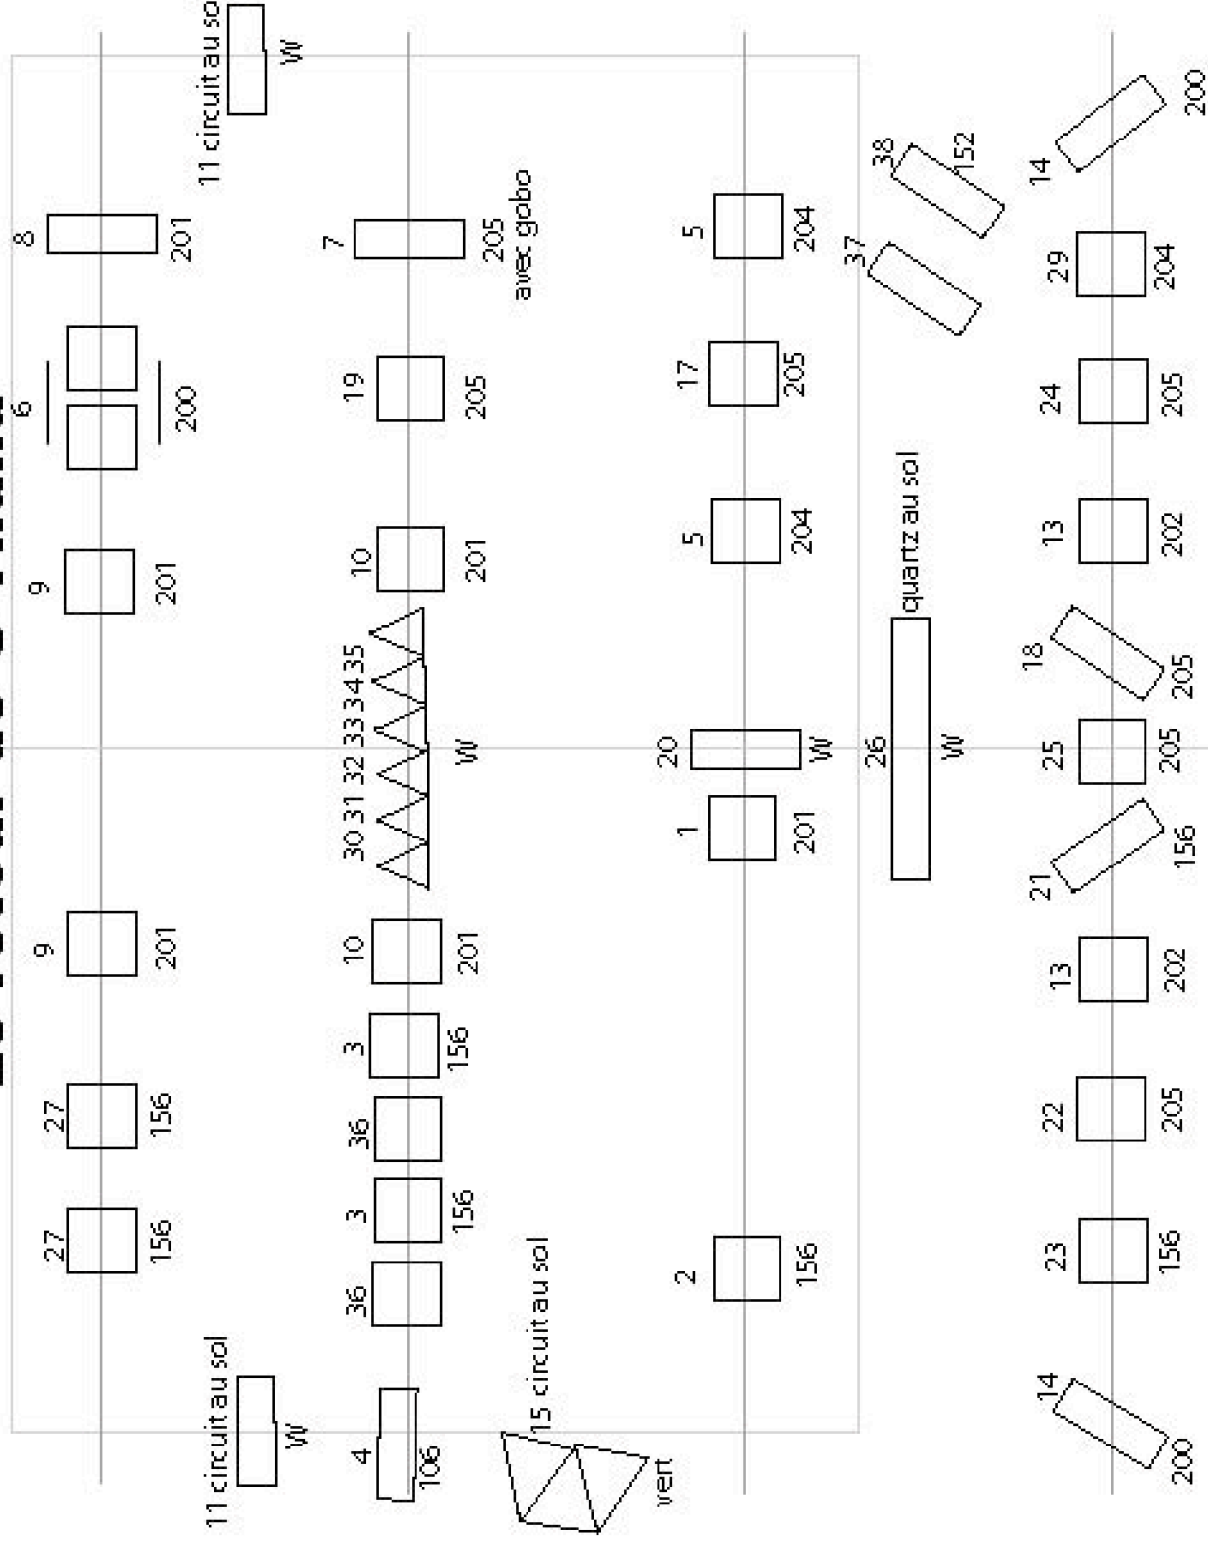 27 27 9 9 6 8
156 156 201 201 200 201
11 circuit au sol 11 circuit au so
W W
4 36 3 36 3 10 30 31 32 33 34 35 10 19 7
106 156 156 201 W 201 205 205
avec gobo
15 circuit au sol
vert
2 1 20 5 17 5
156 201 W 204 205 204
37 38
152
26 quartz au sol
W
14 23 22 13 21 25 18 13 24 29 14
200 156 205 202 156 205 205 202 205 204 200